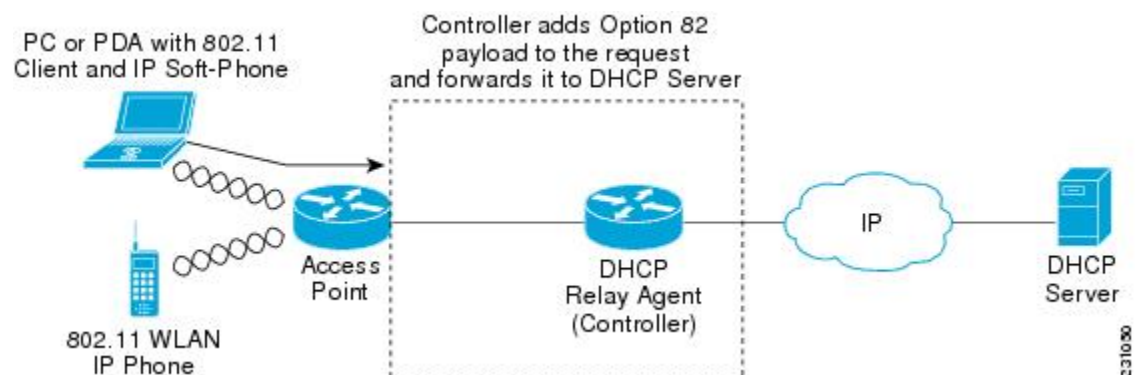 Controller adds Option 82
payload to the request
and forwards it to DHCP Server
PC or PDA with 802.11
Client and IP Soft-Phone
Access
Point
802.11 WLAN
IP Phone
DHCP
Relay Agent
(Controller)
IP
DHCP
Server
231050